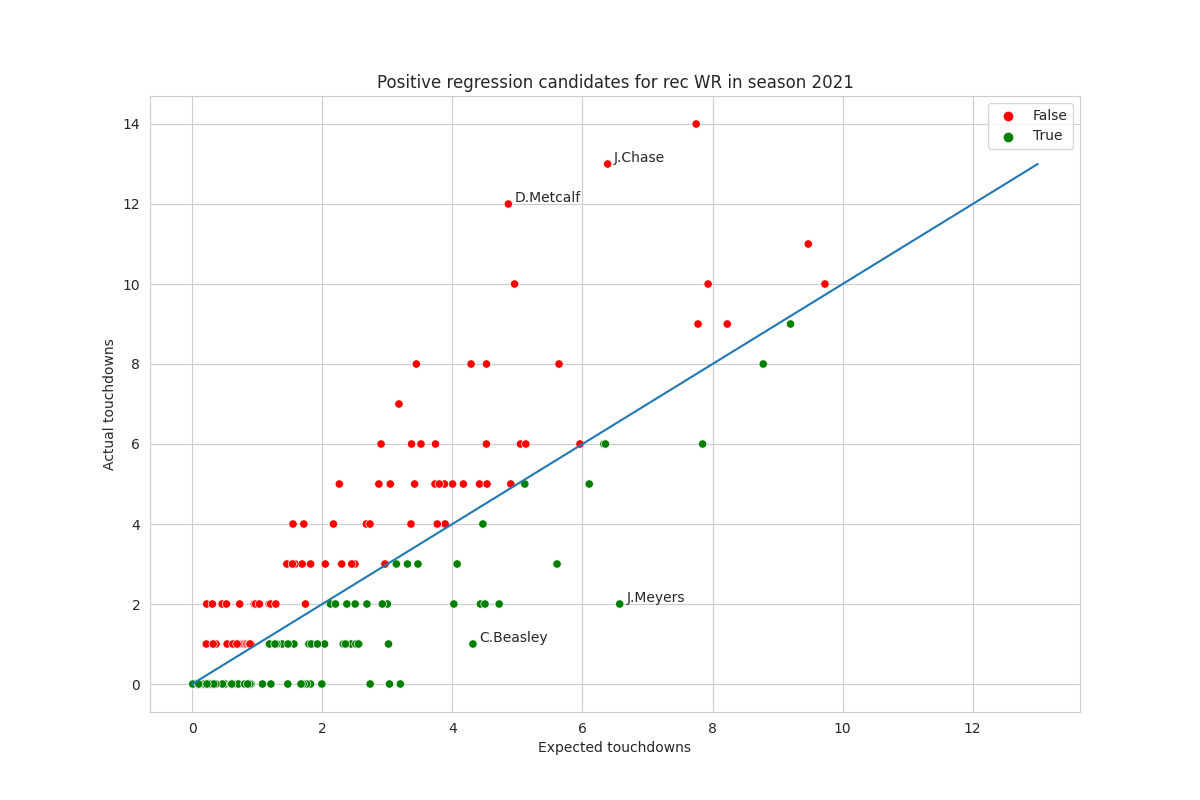 Positive regression candidates for rec WR in season 2021
False
True
J.Chase
D.Metcalf
J.Meyers
C.Beasley
Actual touchdowns
14
12
10
8
6
4
2
0
0 2 4 6 8 10 12
Expected touchdowns